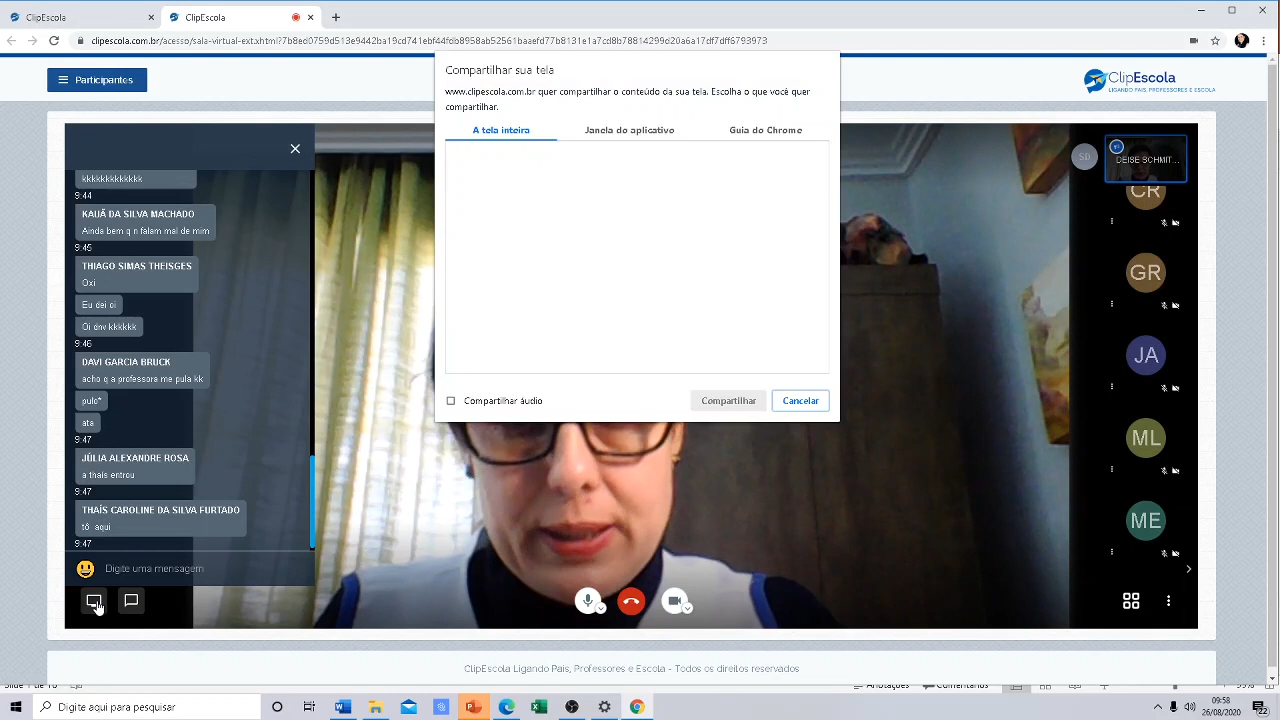 ClipEscola
ClipEscola
clipescola.com.br/acesso/sala-virtual-ext.xhtml?7b8ed0759d513e9442ba19cd741ebf44fdb8958ab52561baaefd77b8131e1a7cd8b78814299d20a6a17df7dff6793973
Participantes
ClipEscola
LIGANDO PAIS, PROFESSORES E ESCOLA
Compartilhar sua tela
www.clipescola.com.br quer compartilhar o conteúdo da sua tela. Escolha o que você quer
compartilhar.
A tela inteira
Janela do aplicativo
Guia do Chrome
Compartilhar áudio
Compartilhar
Cancelar
kkkkkkkkkkkk
9:44
KAUÃ DA SILVA MACHADO
Ainda bem q n falam mal de mim
9:45
THIAGO SIMAS THEISGES
Oxi
Eu dei oi
Oi dnv kkkkkk
9:46
DAVI GARCIA BRUCK
acho q a professora me pula kk
pulo*
ata
9:47
JÚLIA ALEXANDRE ROSA
a thais entrou
9:47
THAÍS CAROLINE DA SILVA FURTADO
tô aqui
9:47
Digite uma mensagem
SD
DEISE SCHMIT...
CR
GR
JA
ML
ME
ClipEscola Ligando Pais, Professores e Escola - Todos os direitos reservados
Anotações
Comentários
Digite aqui para pesquisar
09:58
26/08/2020
22